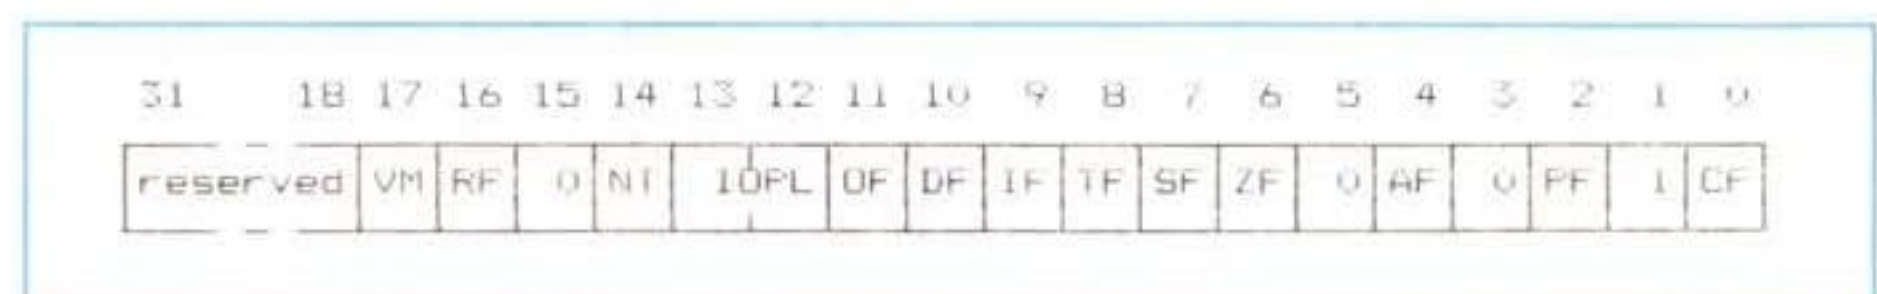 31 18 17 16 15 14 13 12 11 10 9 8 7 6 5 4 3 2 1 0
reserved VM RF 0 NT IOPL OF DF IF TF SF ZF 0 AF 0 PF 1 CF